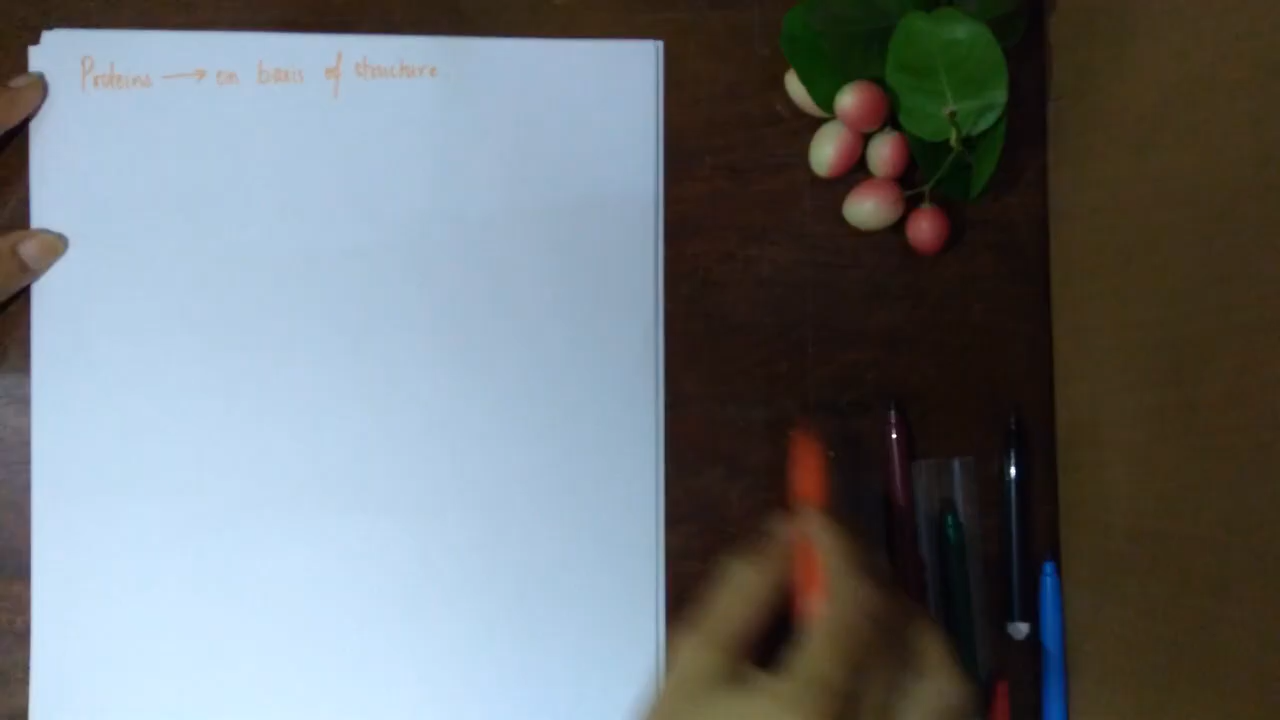 Proteins → on basis of structure.